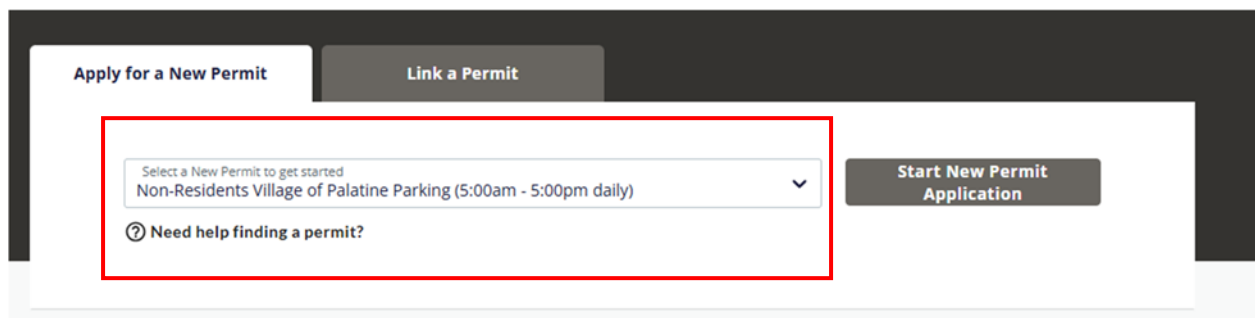 Apply for a New Permit
Link a Permit
Select a New Permit to get started
Non-Residents Village of Palatine Parking (5:00am - 5:00pm daily)
Start New Permit
Application
Need help finding a permit?